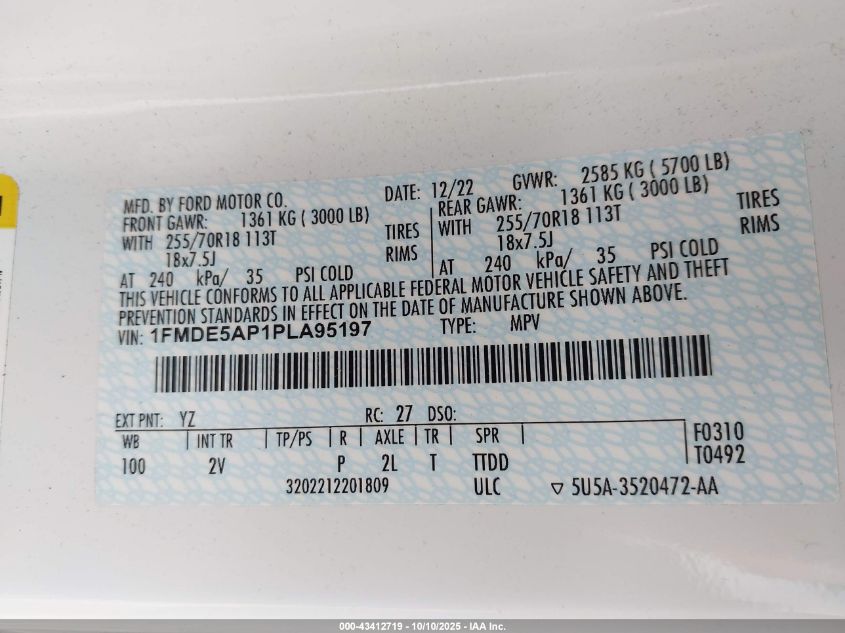 MFD. BY FORD MOTOR CO. DATE: 12/22 GVWR: 2585 KG ( 5700 LB)
FRONT GAWR: 1361 KG ( 3000 LB) REAR GAWR: 1361 KG ( 3000 LB)
WITH 255/70R18 113T TIRES WITH 255/70R18 113T TIRES
18x7.5J RIMS 18x7.5J RIMS
AT 240 kPa/ 35 PSI COLD AT 240 kPa/ 35 PSI COLD
THIS VEHICLE CONFORMS TO ALL APPLICABLE FEDERAL MOTOR VEHICLE SAFETY AND THEFT
PREVENTION STANDARDS IN EFFECT ON THE DATE OF MANUFACTURE SHOWN ABOVE.
VIN: 1FMDE5AP1PLA95197 TYPE: MPV
EXT PNT: YZ RC: 27 DSO:
WB INT TR TP/PS R AXLE TR SPR F0310
100 2V P 2L T TTDD T0492
3202212201809 ULC 5U5A-3520472-AA
000-43412719 - 10/10/2025 - IAA Inc.